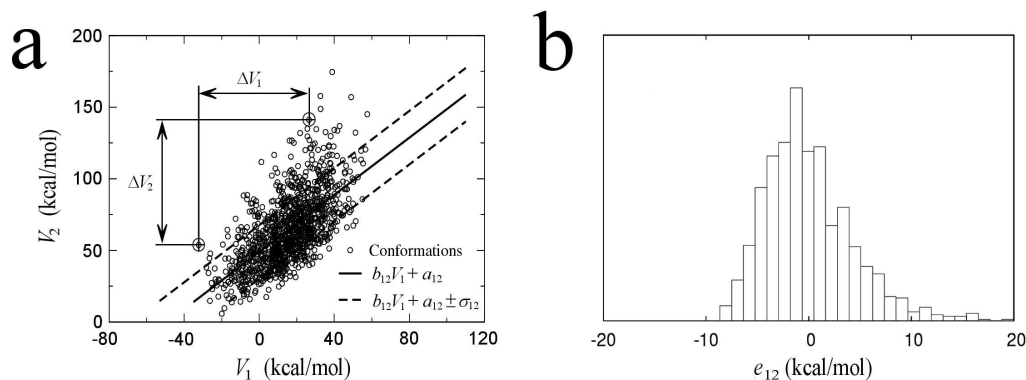 a
200
150
100
50
0
V₂ (kcal/mol)
ΔV₁
ΔV₂
Conformations
b₁₂V₁ + a₁₂
b₁₂V₁ + a₁₂ ± σ₁₂
-80 -40 0 40 80 120
V₁ (kcal/mol)
b
-20 -10 0 10 20
e₁₂ (kcal/mol)